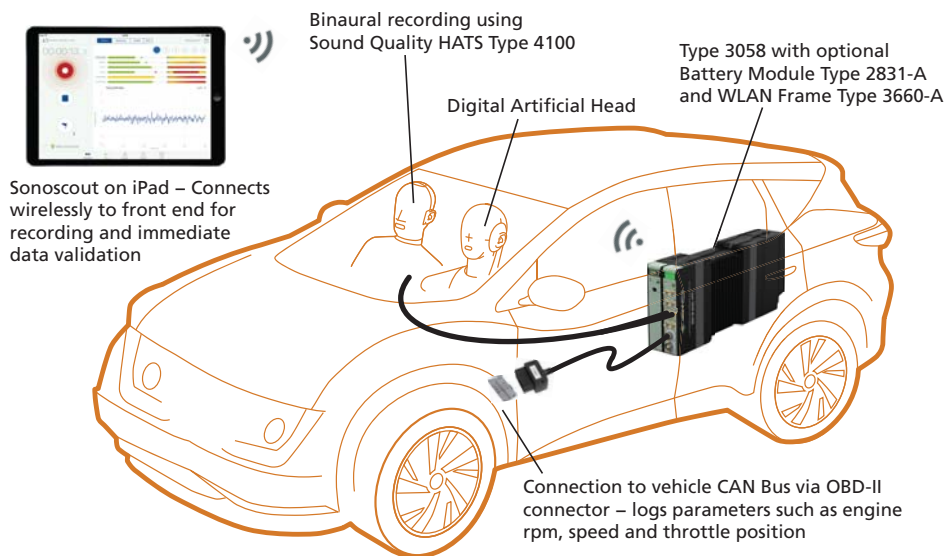 Binaural recording using
Sound Quality HATS Type 4100
Type 3058 with optional
Battery Module Type 2831-A
and WLAN Frame Type 3660-A
Digital Artificial Head
Sonoscout on iPad – Connects
wirelessly to front end for
recording and immediate
data validation
Connection to vehicle CAN Bus via OBD-II
connector – logs parameters such as engine
rpm, speed and throttle position